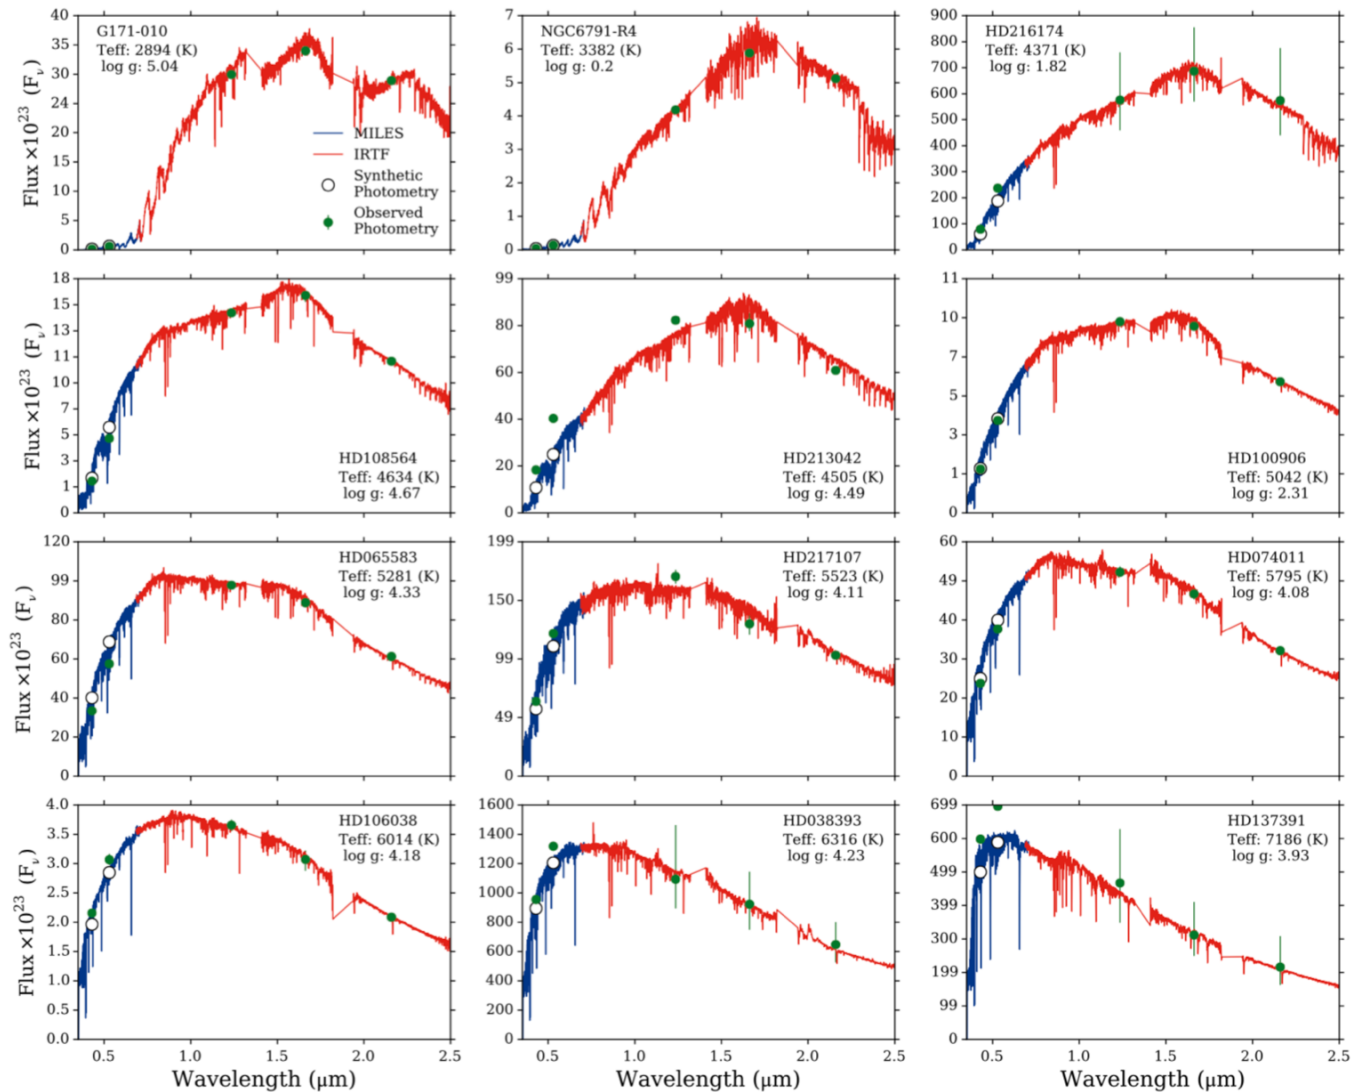 G171-010
Teff: 2894 (K)
log g: 5.04
MILES
IRTF
Synthetic
Photometry
Observed
Photometry
Flux ×10²³ (Fν)
35
40
30
24
20
15
10
5
0
NGC6791-R4
Teff: 3382 (K)
log g: 0.2
7
6
5
4
3
2
1
0
HD216174
Teff: 4371 (K)
log g: 1.82
900
800
700
600
500
400
300
200
100
0
Flux ×10²³ (Fν)
18
15
13
11
10
7
5
3
1
0
HD108564
Teff: 4634 (K)
log g: 4.67
99
80
60
40
20
0
HD213042
Teff: 4505 (K)
log g: 4.49
11
10
7
5
3
1
0
HD100906
Teff: 5042 (K)
log g: 2.31
Flux ×10²³ (Fν)
120
99
80
60
40
20
0
HD065583
Teff: 5281 (K)
log g: 4.33
199
150
99
49
0
HD217107
Teff: 5523 (K)
log g: 4.11
60
49
40
30
20
10
0
HD074011
Teff: 5795 (K)
log g: 4.08
Flux ×10²³ (Fν)
4.0
3.5
3.0
2.5
2.0
1.5
1.0
0.5
0.0
HD106038
Teff: 6014 (K)
log g: 4.18
1600
1400
1200
1000
800
600
400
200
0
HD038393
Teff: 6316 (K)
log g: 4.23
699
600
499
399
300
199
99
0
HD137391
Teff: 7186 (K)
log g: 3.93
0.5 1.0 1.5 2.0 2.5
0.5 1.0 1.5 2.0 2.5
0.5 1.0 1.5 2.0 2.5
Wavelength (μm)
Wavelength (μm)
Wavelength (μm)